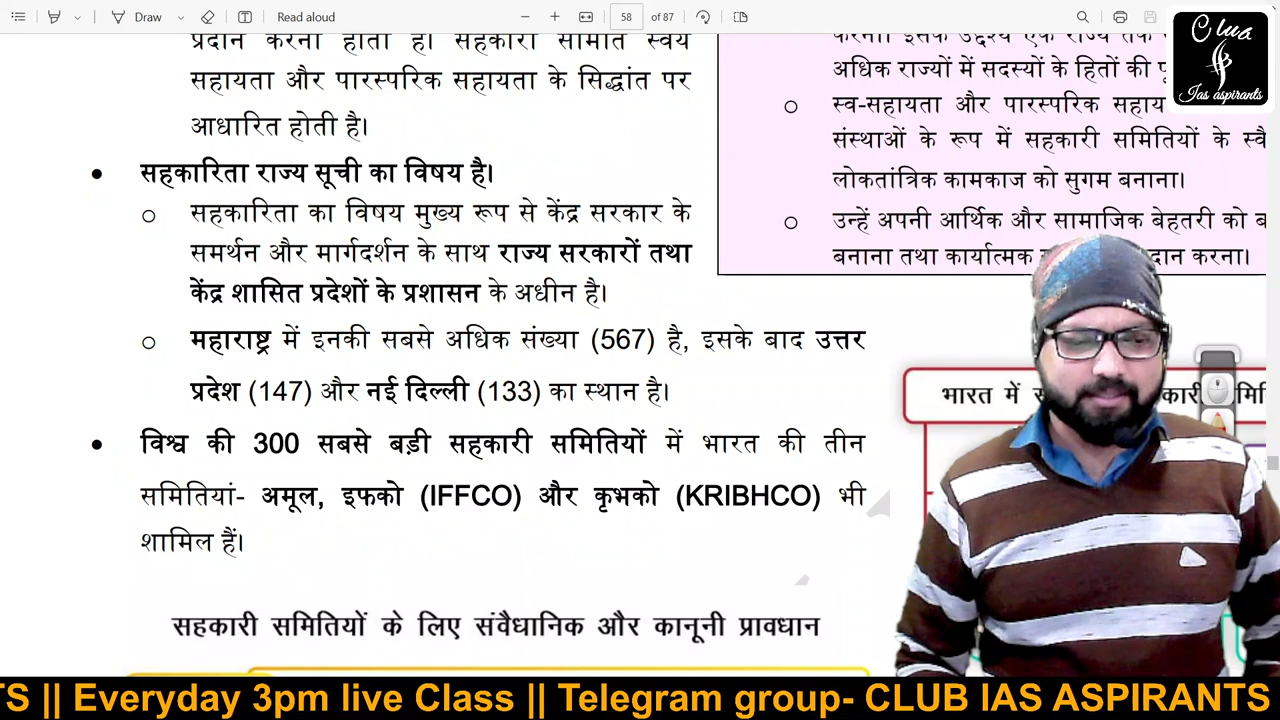 Draw
Read aloud
58 of 87
Club
Ias aspirants
प्रदान करना होता है। सहकारी समिति स्वयं
सहायता और पारस्परिक सहायता के सिद्धांत पर
आधारित होती है।
• सहकारिता राज्य सूची का विषय है।
○ सहकारिता का विषय मुख्य रूप से केंद्र सरकार के
समर्थन और मार्गदर्शन के साथ राज्य सरकारों तथा
केंद्र शासित प्रदेशों के प्रशासन के अधीन है।
○ महाराष्ट्र में इनकी सबसे अधिक संख्या (567) है, इसके बाद उत्तर
प्रदेश (147) और नई दिल्ली (133) का स्थान है।
• विश्व की 300 सबसे बड़ी सहकारी समितियों में भारत की तीन
समितियां- अमूल, इफको (IFFCO) और कृभको (KRIBHCO) भी
शामिल हैं।
सहकारी समितियों के लिए संवैधानिक और कानूनी प्रावधान
करना। इसके उद्देश्य एक राज्य तक
अधिक राज्यों में सदस्यों के हितों की
○ स्व-सहायता और पारस्परिक
संस्थाओं के रूप में सहकारी समितियों के
लोकतांत्रिक कामकाज को सुगम बनाना।
○ उन्हें अपनी आर्थिक और सामाजिक बेहतरी को
बनाना तथा कार्यात्मक करना।
भारत में
TS || Everyday 3pm live Class || Telegram group- CLUB IAS ASPIRANTS